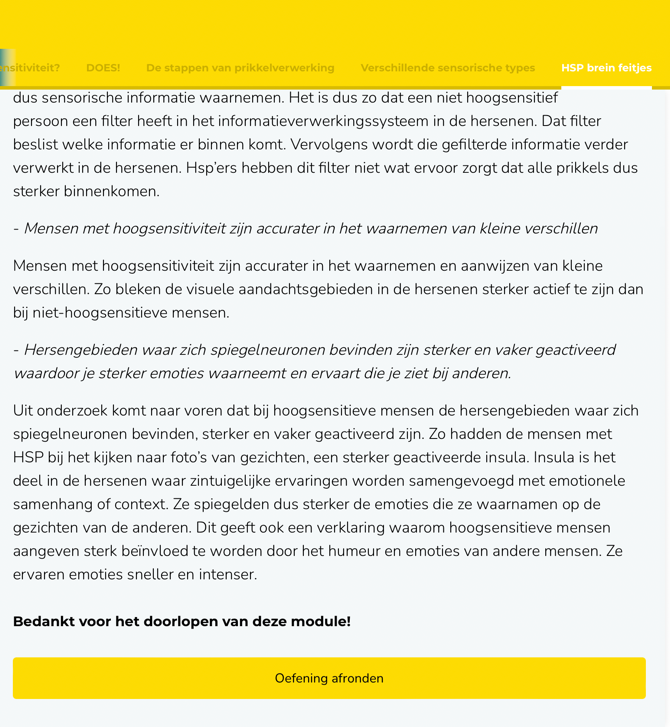 nsitiviteit? DOES! De stappen van prikkelverwerking Verschillende sensorische types HSP brein feitjes
dus sensorische informatie waarnemen. Het is dus zo dat een niet hoogsensitief
persoon een filter heeft in het informatieverwerkingssysteem in de hersenen. Dat filter
beslist welke informatie er binnen komt. Vervolgens wordt die gefilterde informatie verder
verwerkt in de hersenen. Hsp’ers hebben dit filter niet wat ervoor zorgt dat alle prikkels dus
sterker binnenkomen.
- Mensen met hoogsensitiviteit zijn accurater in het waarnemen van kleine verschillen
Mensen met hoogsensitiviteit zijn accurater in het waarnemen en aanwijzen van kleine
verschillen. Zo bleken de visuele aandachtsgebieden in de hersenen sterker actief te zijn dan
bij niet-hoogsensitieve mensen.
- Hersengebieden waar zich spiegelneuronen bevinden zijn sterker en vaker geactiveerd
waardoor je sterker emoties waarneemt en ervaart die je ziet bij anderen.
Uit onderzoek komt naar voren dat bij hoogsensitieve mensen de hersengebieden waar zich
spiegelneuronen bevinden, sterker en vaker geactiveerd zijn. Zo hadden de mensen met
HSP bij het kijken naar foto’s van gezichten, een sterker geactiveerde insula. Insula is het
deel in de hersenen waar zintuigelijke ervaringen worden samengevoegd met emotionele
samenhang of context. Ze spiegelden dus sterker de emoties die ze waarnamen op de
gezichten van de anderen. Dit geeft ook een verklaring waarom hoogsensitieve mensen
aangeven sterk beïnvloed te worden door het humeur en emoties van andere mensen. Ze
ervaren emoties sneller en intenser.
Bedankt voor het doorlopen van deze module!
Oefening afronden